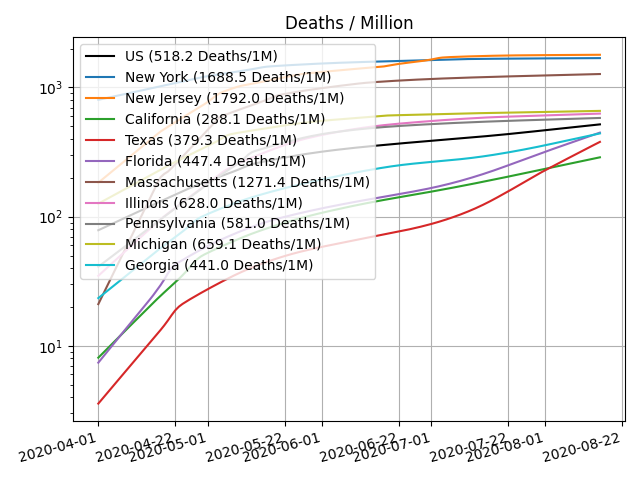 Deaths / Million
US (518.2 Deaths/1M)
New York (1688.5 Deaths/1M)
New Jersey (1792.0 Deaths/1M)
California (288.1 Deaths/1M)
Texas (379.3 Deaths/1M)
Florida (447.4 Deaths/1M)
Massachusetts (1271.4 Deaths/1M)
Illinois (628.0 Deaths/1M)
Pennsylvania (581.0 Deaths/1M)
Michigan (659.1 Deaths/1M)
Georgia (441.0 Deaths/1M)
10³
10²
10¹
2020-04-01
2020-04-22
2020-05-01
2020-05-22
2020-06-01
2020-06-22
2020-07-01
2020-07-22
2020-08-01
2020-08-22